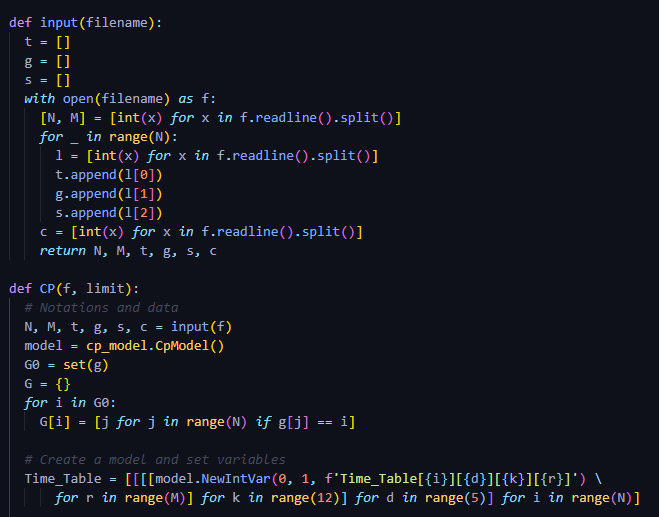 def input(filename):
  t = []
  g = []
  s = []
  with open(filename) as f:
    [N, M] = [int(x) for x in f.readline().split()]
    for _ in range(N):
      l = [int(x) for x in f.readline().split()]
      t.append(l[0])
      g.append(l[1])
      s.append(l[2])
    c = [int(x) for x in f.readline().split()]
    return N, M, t, g, s, c

def CP(f, limit):
  # Notations and data
  N, M, t, g, s, c = input(f)
  model = cp_model.CpModel()
  G0 = set(g)
  G = {}
  for i in G0:
    G[i] = [j for j in range(N) if g[j] == i]

  # Create a model and set variables
  Time_Table = [[[[model.NewIntVar(0, 1, f'Time_Table[{i}][{d}][{k}][{r}]') \
      for r in range(M)] for k in range(12)] for d in range(5)] for i in range(N)]